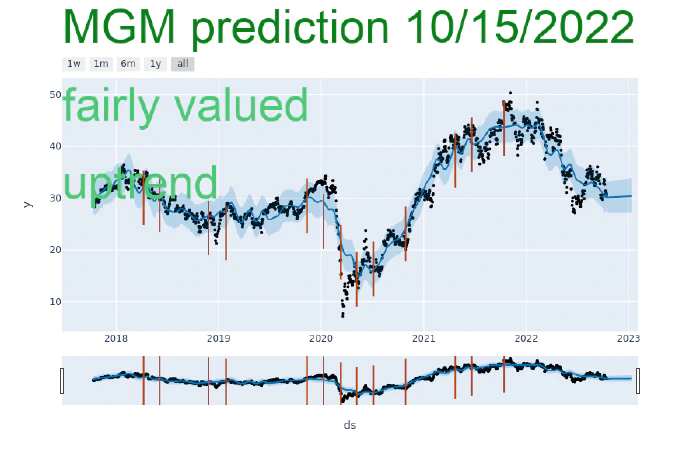 MGM prediction 10/15/2022
1w 1m 6m 1y all
fairly valued
uptrend
50
40
30
20
10
y
2018 2019 2020 2021 2022 2023
ds